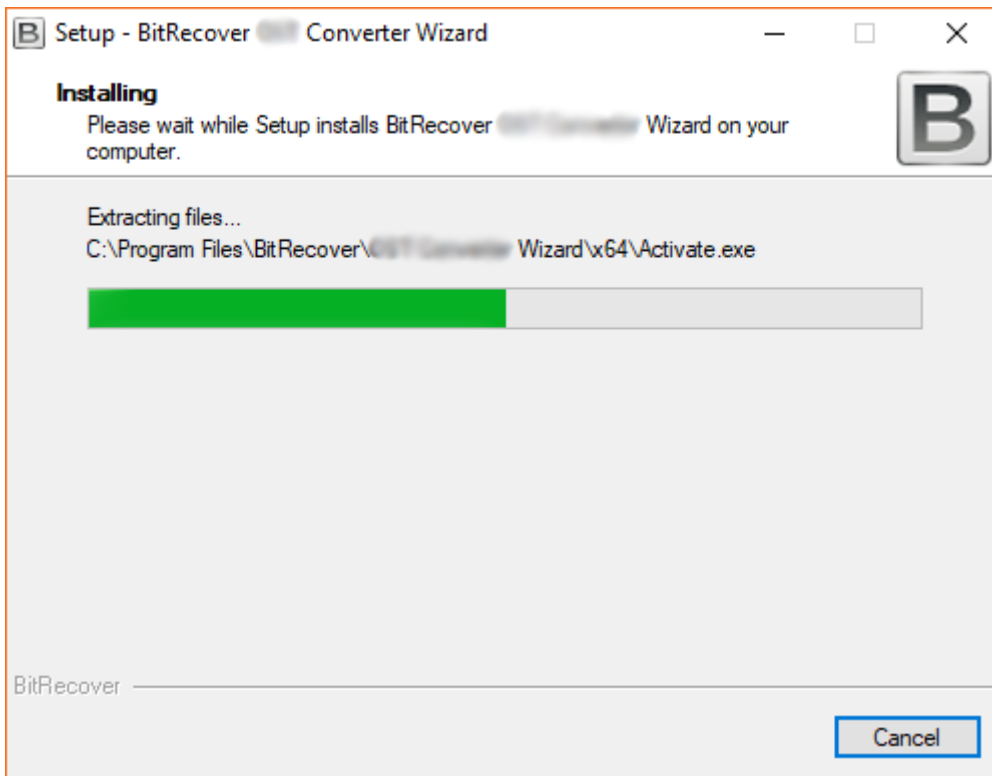 B Setup - BitRecover Converter Wizard
Installing
B
Please wait while Setup installs BitRecover Wizard on your
computer.
Extracting files...
C:\Program Files\BitRecover\ Wizard\x64\Activate.exe
BitRecover
Cancel